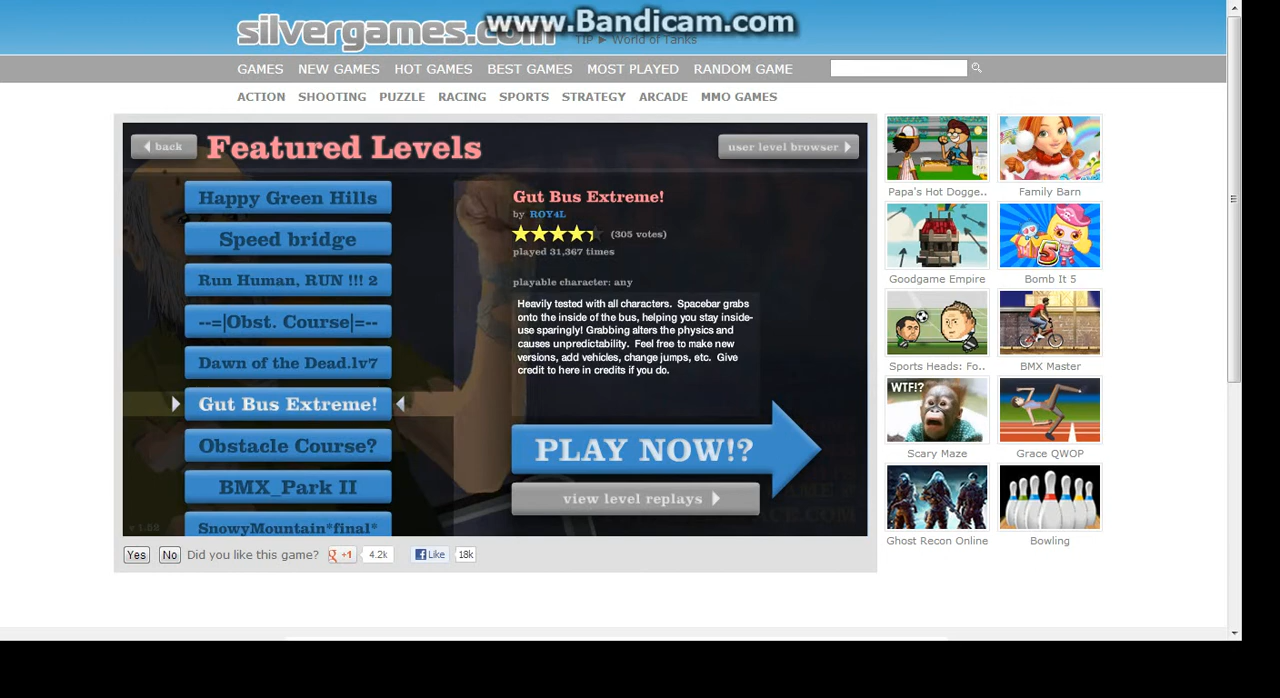 silvergames.com
www.Bandicam.com
TIP ► World of Tanks
GAMES NEW GAMES HOT GAMES BEST GAMES MOST PLAYED RANDOM GAME
ACTION SHOOTING PUZZLE RACING SPORTS STRATEGY ARCADE MMO GAMES
back
Featured Levels
user level browser
Happy Green Hills
Speed bridge
Run Human, RUN !!! 2
--=|Obst. Course|=--
Dawn of the Dead.lv7
Gut Bus Extreme!
Obstacle Course?
BMX_Park II
SnowyMountain*final*
Gut Bus Extreme!
by ROY4L
(305 votes)
played 31,367 times
playable character: any
Heavily tested with all characters. Spacebar grabs
onto the inside of the bus, helping you stay inside-
use sparingly! Grabbing alters the physics and
causes unpredictability. Feel free to make new
versions, add vehicles, change jumps, etc. Give
credit to here in credits if you do.
PLAY NOW!?
view level replays
v 1.52
Yes No Did you like this game? +1 4.2k Like 18k
Papa's Hot Dogge.. Family Barn
Goodgame Empire Bomb It 5
5
Sports Heads: Fo.. BMX Master
WTF!?
Scary Maze Grace QWOP
Ghost Recon Online Bowling